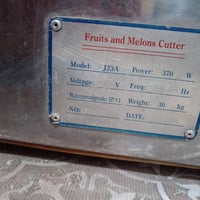 Fruits and Melons Cutter
Model: J23A Power: 370 W
Voltage: V Freq: Hz
Waterproofgrade: IPX1 Weight: 30 kg
NO: DATE: